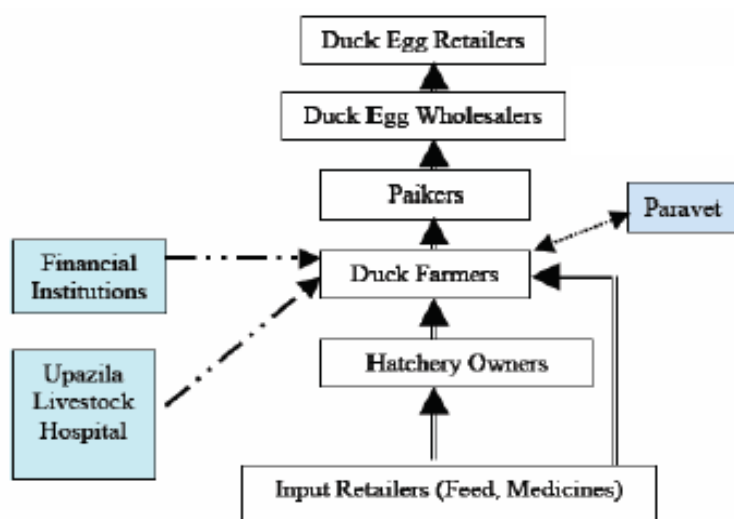 Duck Egg Retailers
Duck Egg Wholesalers
Paikers
Paravet
Financial
Institutions
Duck Farmers
Upazila
Livestock
Hospital
Hatchery Owners
Input Retailers (Feed, Medicines)